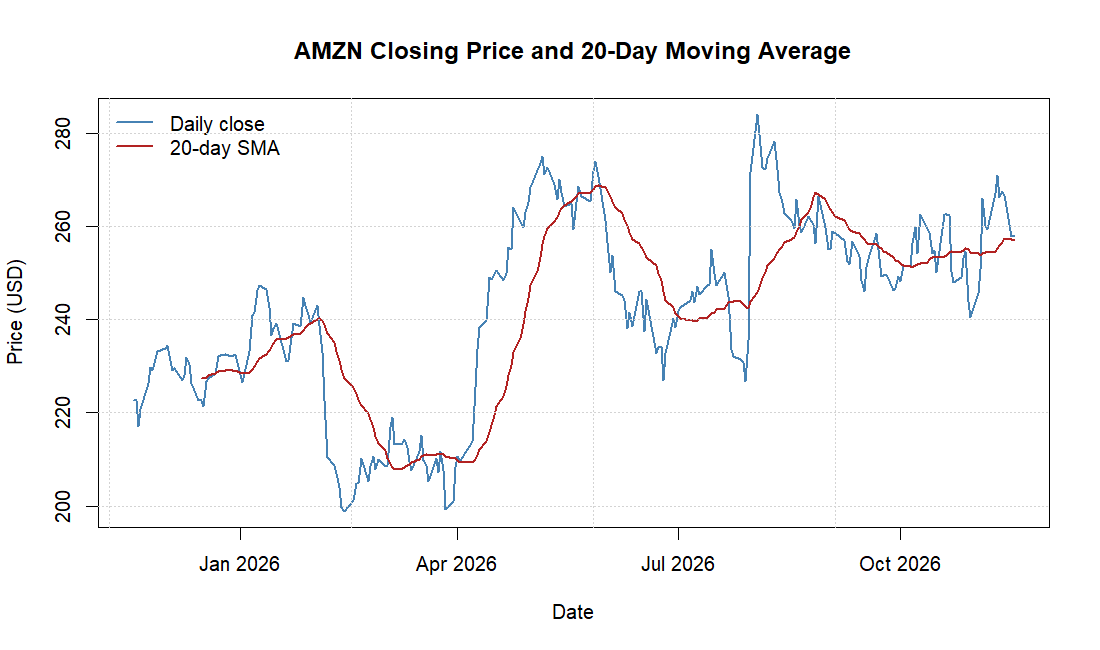 AMZN Closing Price and 20-Day Moving Average
Daily close
20-day SMA
Price (USD)
280
260
240
220
200
Jan 2026
Apr 2026
Jul 2026
Oct 2026
Date